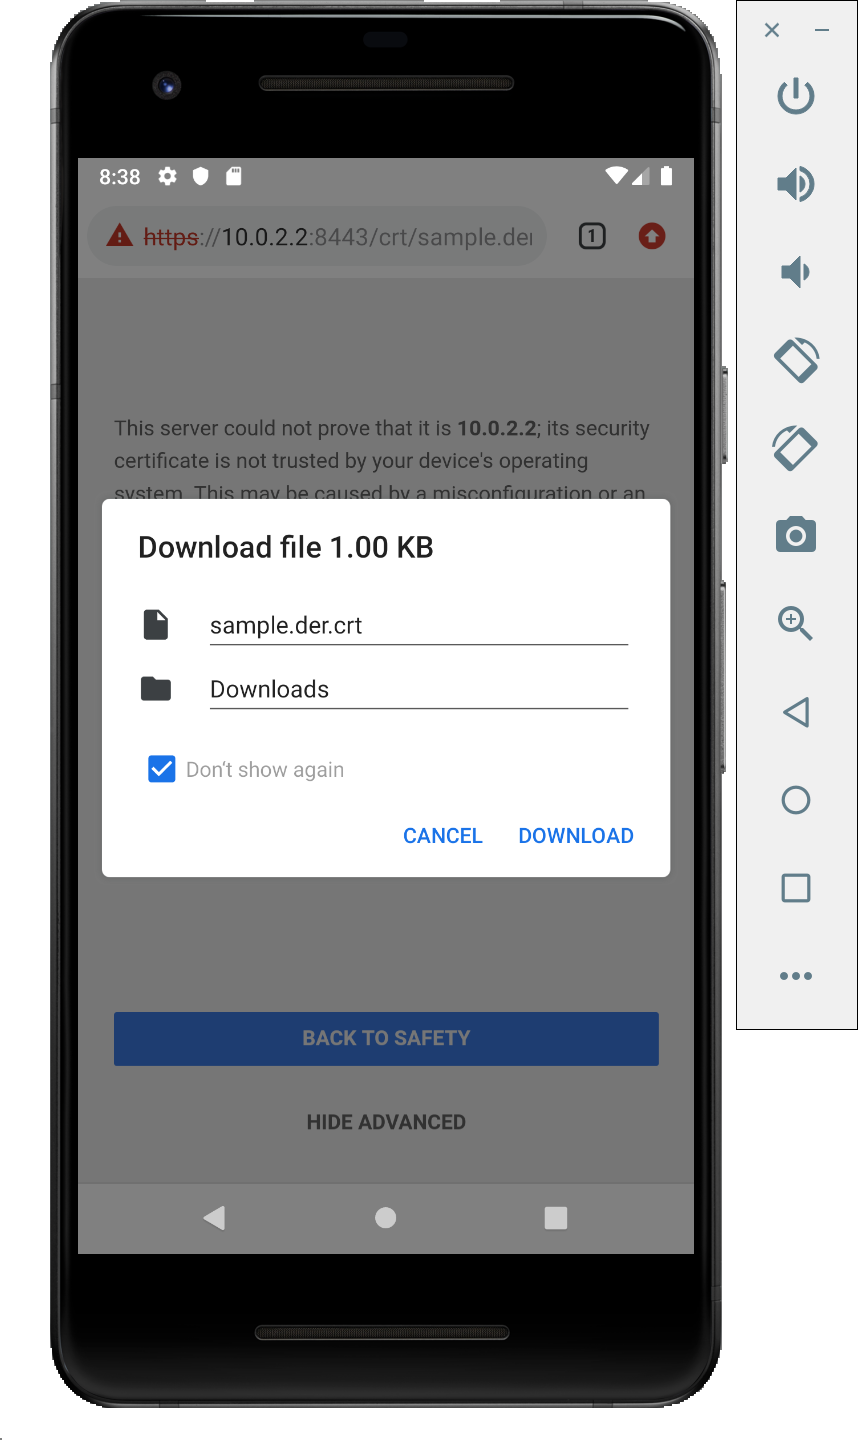 8:38
https://10.0.2.2:8443/crt/sample.der
1
This server could not prove that it is 10.0.2.2; its security
certificate is not trusted by your device's operating
system. This may be caused by a misconfiguration or an
Download file 1.00 KB
sample.der.crt
Downloads
Don't show again
CANCEL DOWNLOAD
BACK TO SAFETY
HIDE ADVANCED